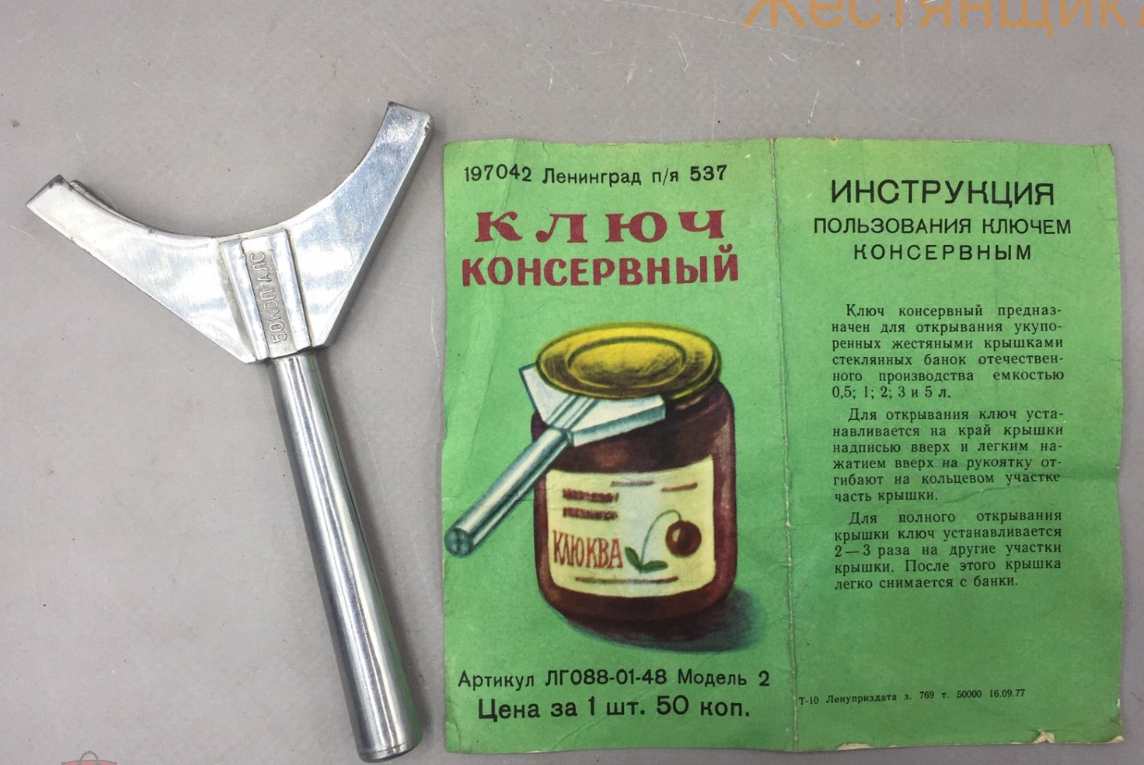 Жестянщик
197042 Ленинград п/я 537
КЛЮЧ
КОНСЕРВНЫЙ
КЛЮКВА
Артикул ЛГ088-01-48 Модель 2
Цена за 1 шт. 50 коп.
ИНСТРУКЦИЯ
ПОЛЬЗОВАНИЯ КЛЮЧЕМ
КОНСЕРВНЫМ
Ключ консервный предназ-
начен для открывания укупо-
ренных жестяными крышками
стеклянных банок отечествен-
ного производства емкостью
0,5; 1; 2; 3 и 5 л.
Для открывания ключ уста-
навливается на край крышки
надписью вверх и легким на-
жатием вверх на рукоятку от-
гибают на кольцевом участке
часть крышки.
Для полного открывания
крышки ключ устанавливается
2—3 раза на другие участки
крышки. После этого крышка
легко снимается с банки.
Т-10 Ленуприздата з. 769 т. 50000 16.09.77